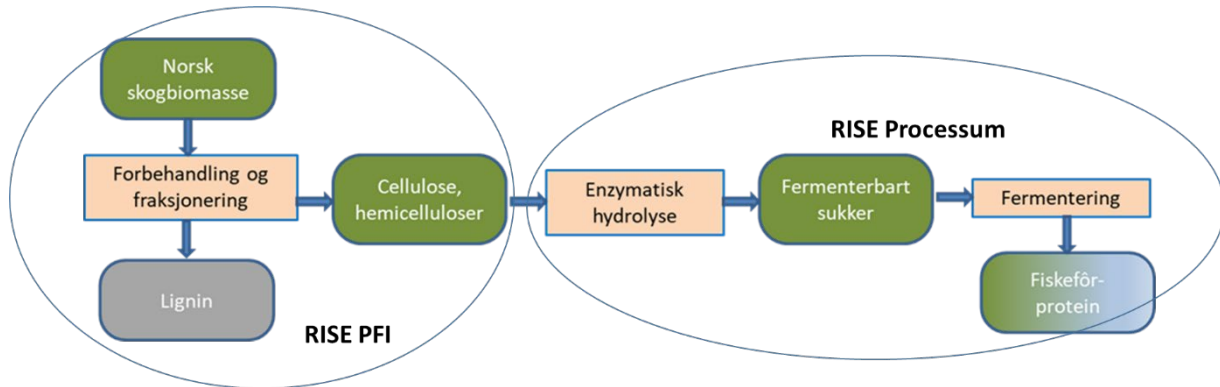 Norsk
skogbiomasse
Forbehandling og
fraksjonering
Cellulose,
hemicelluloser
Lignin
RISE PFI
RISE Processum
Enzymatisk
hydrolyse
Fermenterbart
sukker
Fermentering
Fiskefôr-
protein